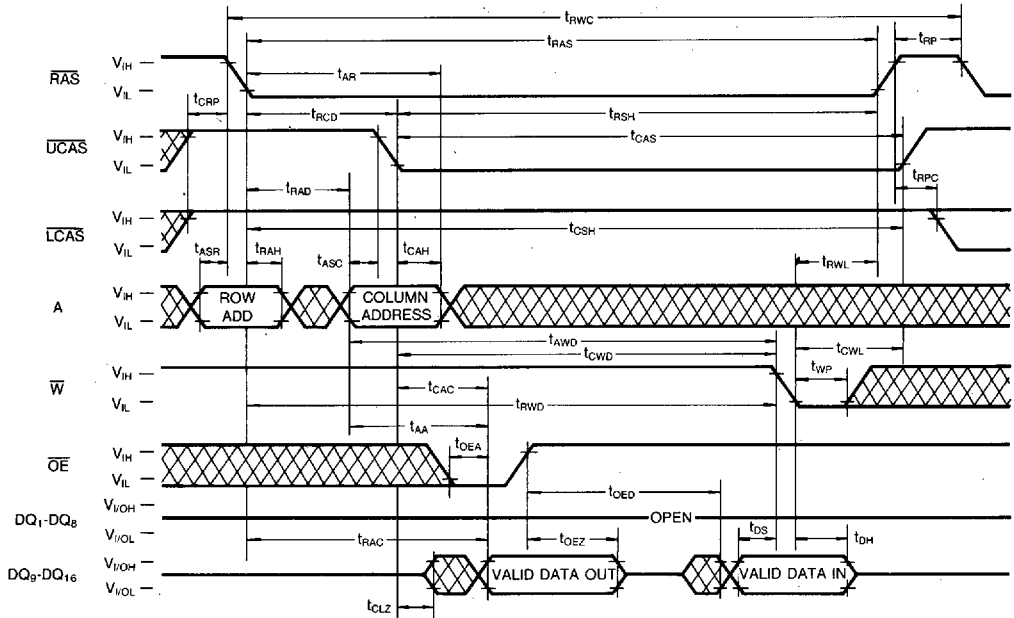 tRWC
tRAS
tRP
RAS
VIH
VIL
tAR
tCRP
tRCD
tRSH
UCAS
VIH
VIL
tCAS
tRAD
tRPC
LCAS
VIH
VIL
tCSH
tASR
tRAH
tASC
tCAH
tRWL
A
VIH
VIL
ROW
ADD
COLUMN
ADDRESS
tAWD
tCWD
tCWL
W
VIH
VIL
tWP
tCAC
tRWD
tAA
OE
VIH
VIL
tOEA
tOED
DQ1-DQ8
VI/OH
VI/OL
OPEN
tRAC
tOEZ
tDS
tDH
DQ9-DQ16
VI/OH
VI/OL
VALID DATA OUT
VALID DATA IN
tCLZ